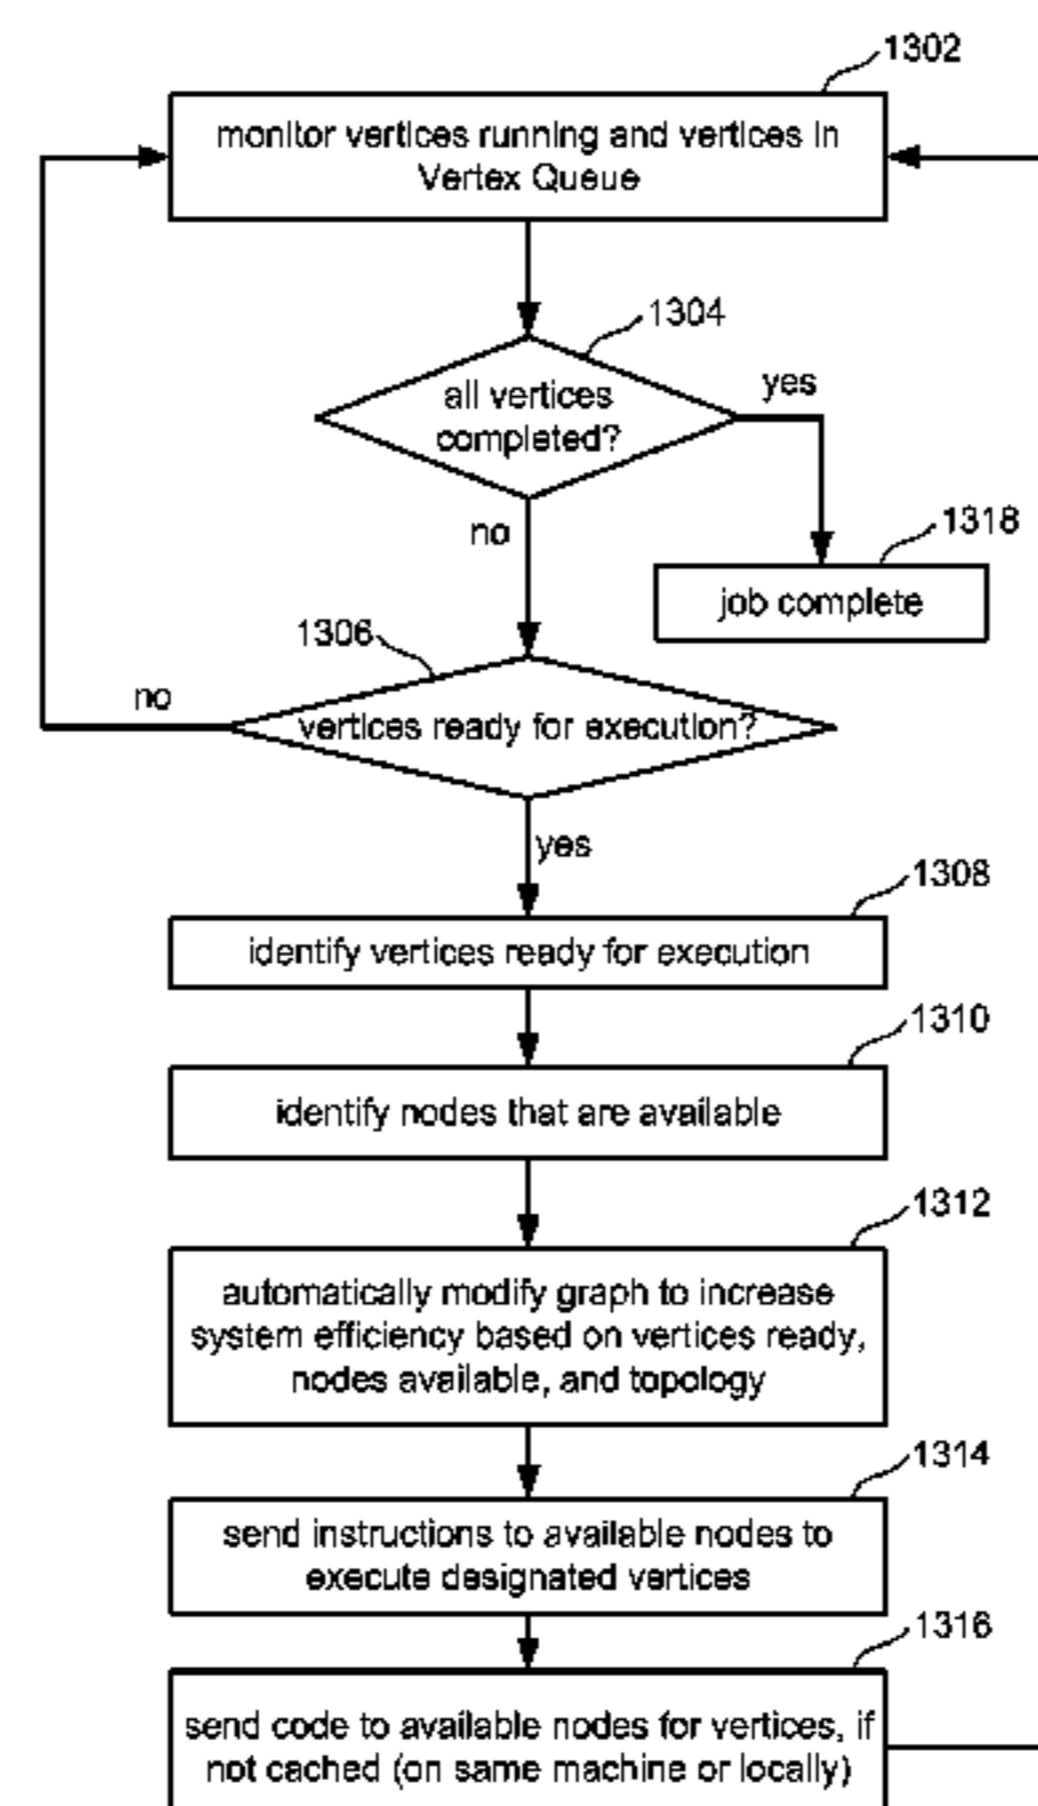 1302
monitor vertices running and vertices in
Vertex Queue
1304
all vertices
completed?
yes
no
1318
job complete
1306
no
vertices ready for execution?
yes
1308
identify vertices ready for execution
1310
identify nodes that are available
1312
automatically modify graph to increase
system efficiency based on vertices ready,
nodes available, and topology
1314
send instructions to available nodes to
execute designated vertices
1316
send code to available nodes for vertices, if
not cached (on same machine or locally)